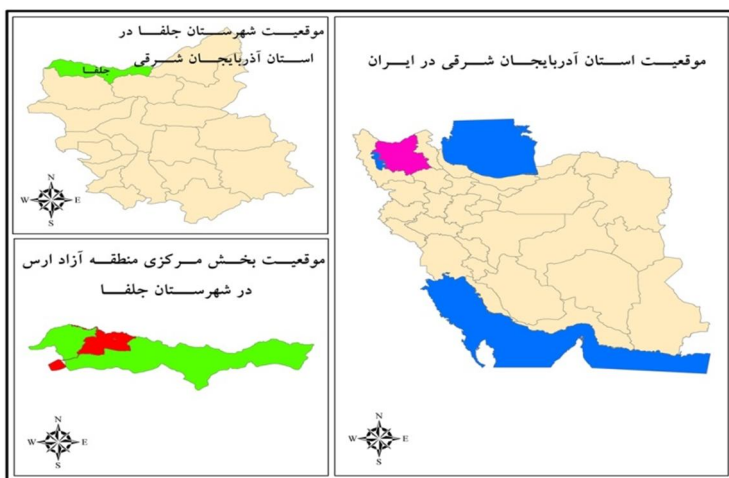 موقعیت شهرستان جلفا در
استان آذربایجان شرقی
جلفا
N
W E
S
موقعیت بخش مرکزی منطقه آزاد ارس
در شهرستان جلفا
N
W E
S
موقعیت استان آدربایجان شرقی در ایران
N
W E
S